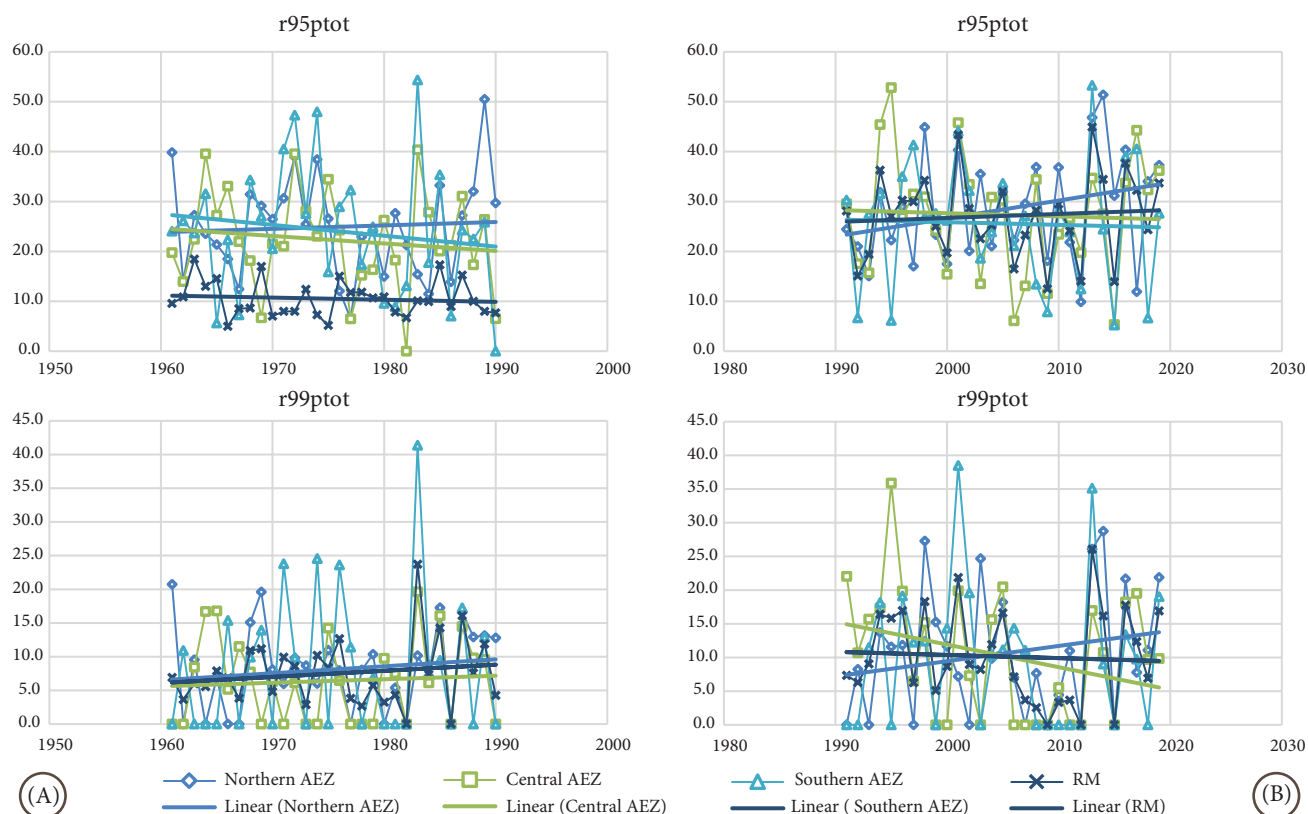 r95ptot
60.0
50.0
40.0
30.0
20.0
10.0
0.0
1950 1960 1970 1980 1990 2000
r95ptot
60.0
50.0
40.0
30.0
20.0
10.0
0.0
1980 1990 2000 2010 2020 2030
r99ptot
45.0
40.0
35.0
30.0
25.0
20.0
15.0
10.0
5.0
0.0
1950 1960 1970 1980 1990 2000
r99ptot
45.0
40.0
35.0
30.0
25.0
20.0
15.0
10.0
5.0
0.0
1980 1990 2000 2010 2020 2030
(A)
Northern AEZ Central AEZ Southern AEZ RM
Linear (Northern AEZ) Linear (Central AEZ) Linear ( Southern AEZ) Linear (RM)
(B)